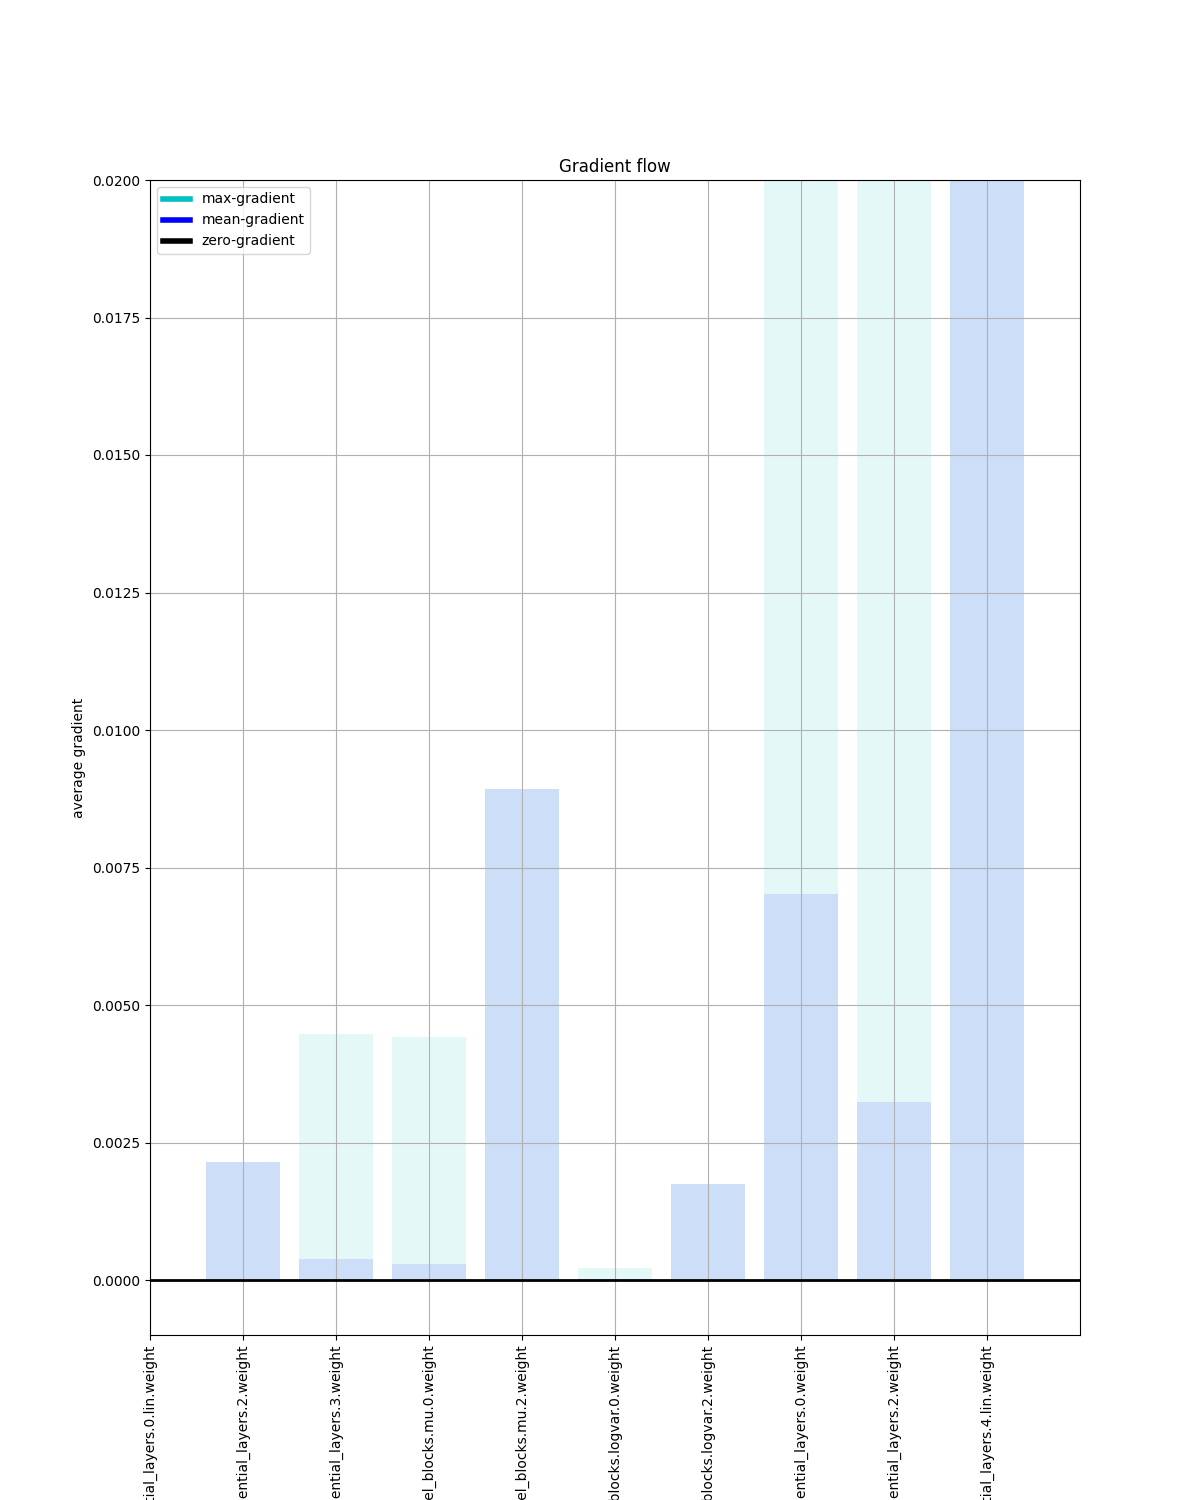 Gradient flow
max-gradient
mean-gradient
zero-gradient
0.0200
0.0175
0.0150
0.0125
0.0100
0.0075
0.0050
0.0025
0.0000
average gradient
tial_layers.0.lin.weight
ential_layers.2.weight
ential_layers.3.weight
el_blocks.mu.0.weight
el_blocks.mu.2.weight
blocks.logvar.0.weight
blocks.logvar.2.weight
ential_layers.0.weight
ential_layers.2.weight
tial_layers.4.lin.weight